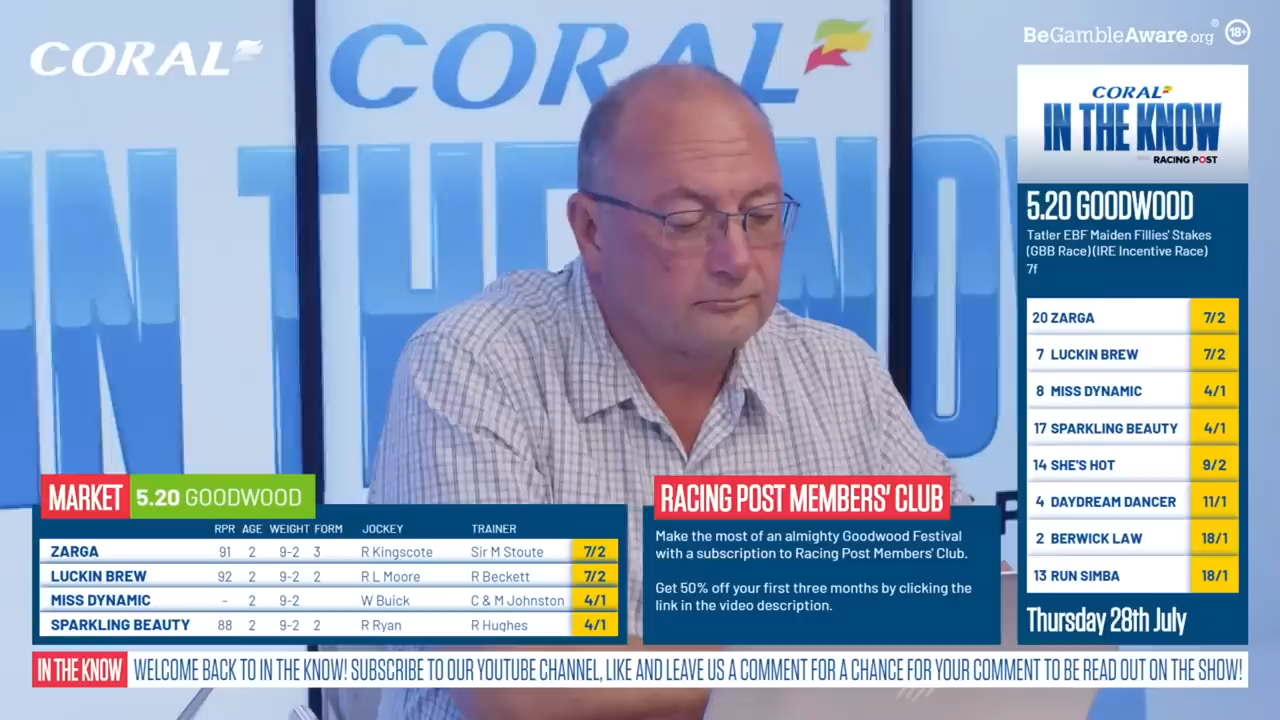 CORAL
CORAL
BeGambleAware.org®
18+
IN THE KNO
CORAL
IN THE KNOW
RACING POST
5.20 GOODWOOD
Tatler EBF Maiden Fillies' Stakes
(GBB Race)(IRE Incentive Race)
7f
20 ZARGA 7/2
7 LUCKIN BREW 7/2
8 MISS DYNAMIC 4/1
17 SPARKLING BEAUTY 4/1
14 SHE'S HOT 9/2
4 DAYDREAM DANCER 11/1
2 BERWICK LAW 18/1
13 RUN SIMBA 18/1
Thursday 28th July
MARKET 5.20 GOODWOOD
RPR AGE WEIGHT FORM JOCKEY TRAINER
ZARGA 91 2 9-2 3 R Kingscote Sir M Stoute 7/2
LUCKIN BREW 92 2 9-2 2 R L Moore R Beckett 7/2
MISS DYNAMIC - 2 9-2 W Buick C & M Johnston 4/1
SPARKLING BEAUTY 88 2 9-2 2 R Ryan R Hughes 4/1
RACING POST MEMBERS' CLUB
Make the most of an almighty Goodwood Festival
with a subscription to Racing Post Members' Club.
Get 50% off your first three months by clicking the
link in the video description.
IN THE KNOW WELCOME BACK TO IN THE KNOW! SUBSCRIBE TO OUR YOUTUBE CHANNEL, LIKE AND LEAVE US A COMMENT FOR A CHANCE FOR YOUR COMMENT TO BE READ OUT ON THE SHOW!